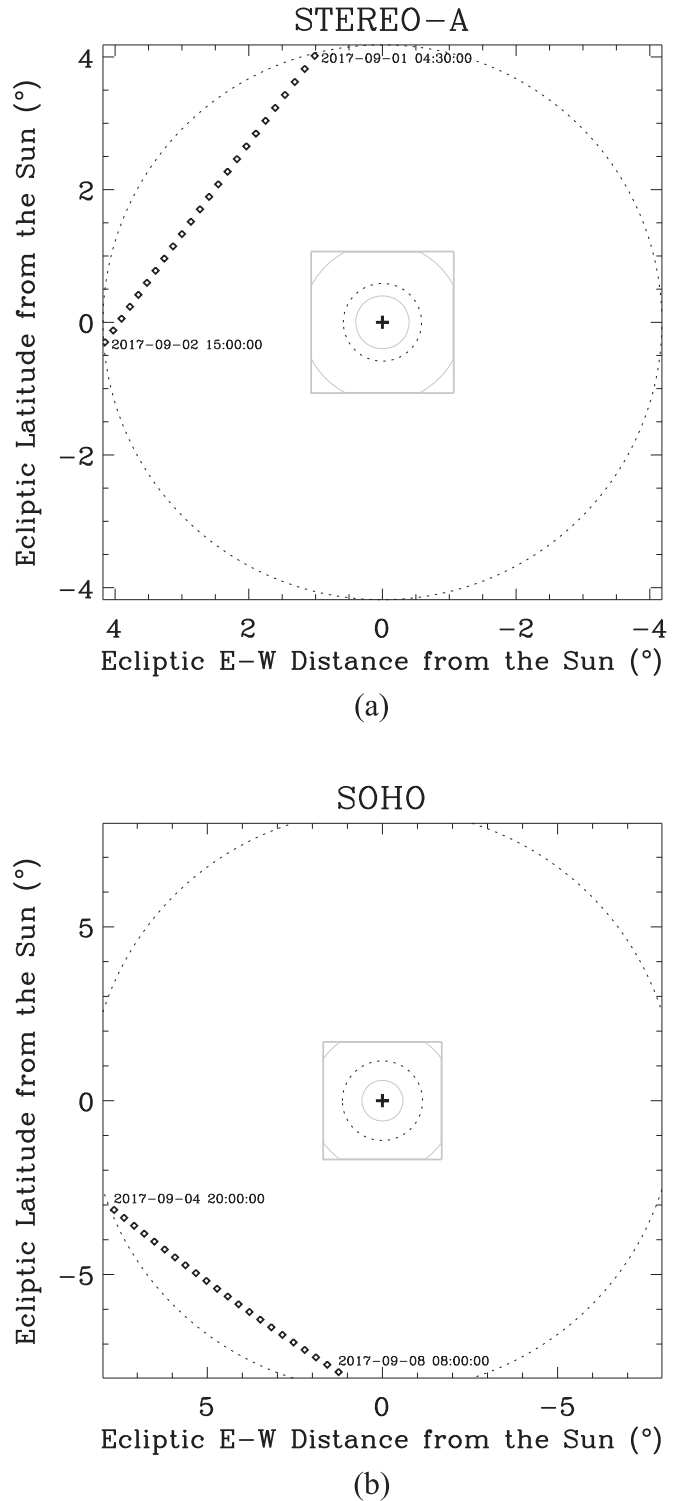 STEREO−A
Ecliptic Latitude from the Sun (°)
4
2
0
−2
−4
2017−09−01 04:30:00
2017−09−02 15:00:00
4 2 0 −2 −4
Ecliptic E−W Distance from the Sun (°)
(a)
SOHO
Ecliptic Latitude from the Sun (°)
5
0
−5
2017−09−04 20:00:00
2017−09−08 08:00:00
5 0 −5
Ecliptic E−W Distance from the Sun (°)
(b)